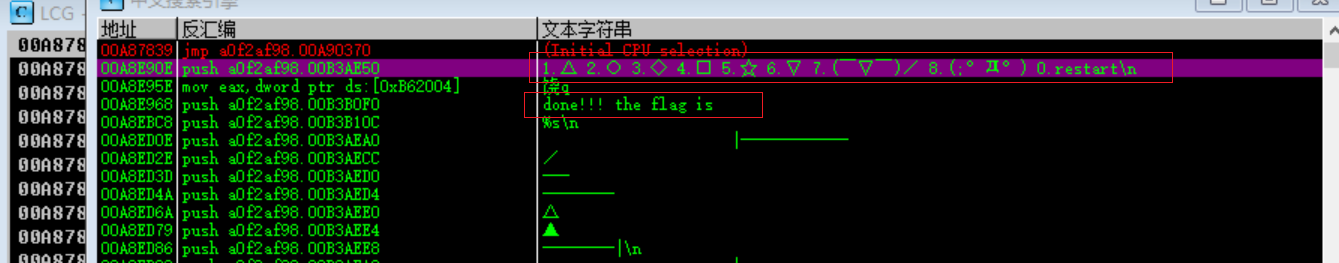 LCG -
中文搜索引擎
地址 反汇编 文本字符串
00A878
00A87839 jmp a0f2af98.00A90370 (Initial CPU selection)
00A878
00A8E90E push a0f2af98.00B3AE50 1.△ 2.○ 3.◇ 4.□ 5.☆ 6.▽ 7.(￣▽￣)／ 8.(;°Д°) 0.restart\n
00A878
00A8E95E mov eax,dword ptr ds:[0xB62004]
00A878
00A8E968 push a0f2af98.00B3B0F0 done!!! the flag is
00A878
00A8EBC8 push a0f2af98.00B3B10C %s\n
00A878
00A8ED0E push a0f2af98.00B3AEA0 |—————————
00A878
00A8ED2E push a0f2af98.00B3AECC ／
00A878
00A8ED3D push a0f2af98.00B3AED0 ——
00A878
00A8ED4A push a0f2af98.00B3AED4 ——————
00A878
00A8ED6A push a0f2af98.00B3AEE0 △
00A878
00A8ED79 push a0f2af98.00B3AEE4 ▲
00A878
00A8ED86 push a0f2af98.00B3AEE8 ——————|\n
00A878